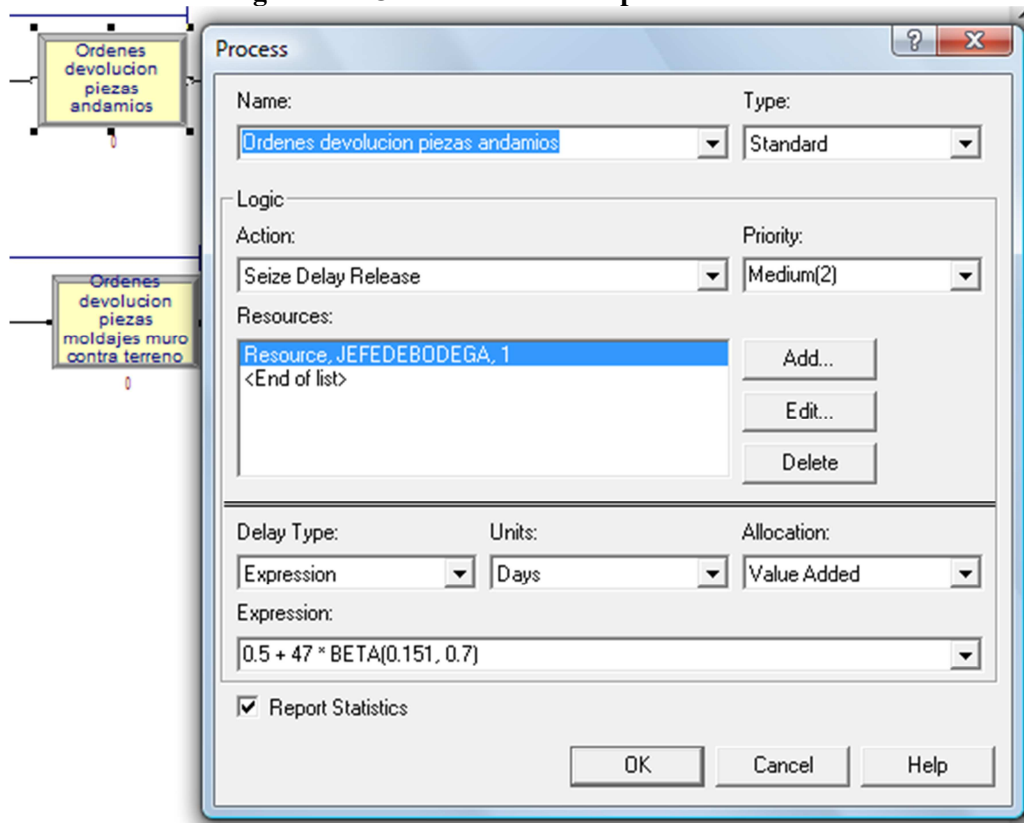 Ordenes
devolucion
piezas
andamios
0
Ordenes
devolucion
piezas
moldajes muro
contra terreno
0
Process
?
X
Name:
Type:
Ordenes devolucion piezas andamios
Standard
Logic
Action:
Priority:
Seize Delay Release
Medium(2)
Resources:
Resource, JEFEDEBODEGA, 1
<End of list>
Add...
Edit...
Delete
Delay Type:
Units:
Allocation:
Expression
Days
Value Added
Expression:
0.5 + 47 * BETA(0.151, 0.7)
Report Statistics
OK
Cancel
Help